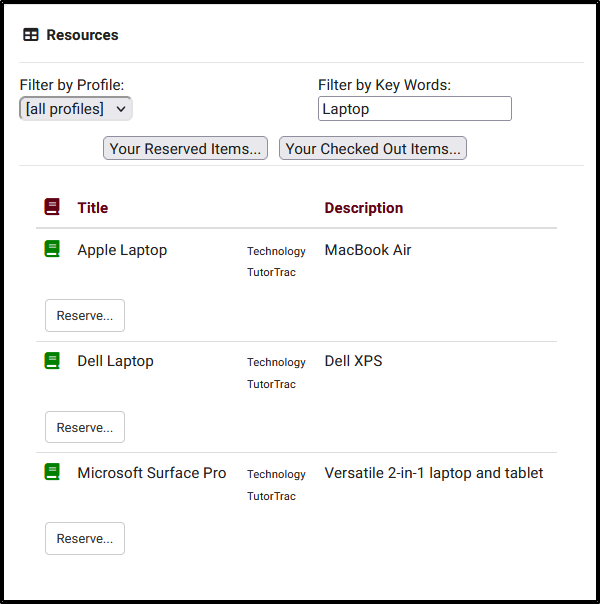 Resources
Filter by Profile: Filter by Key Words:
[all profiles] Laptop
Your Reserved Items... Your Checked Out Items...
Title Description
Apple Laptop Technology MacBook Air
TutorTrac
Reserve...
Dell Laptop Technology Dell XPS
TutorTrac
Reserve...
Microsoft Surface Pro Technology Versatile 2-in-1 laptop and tablet
TutorTrac
Reserve...